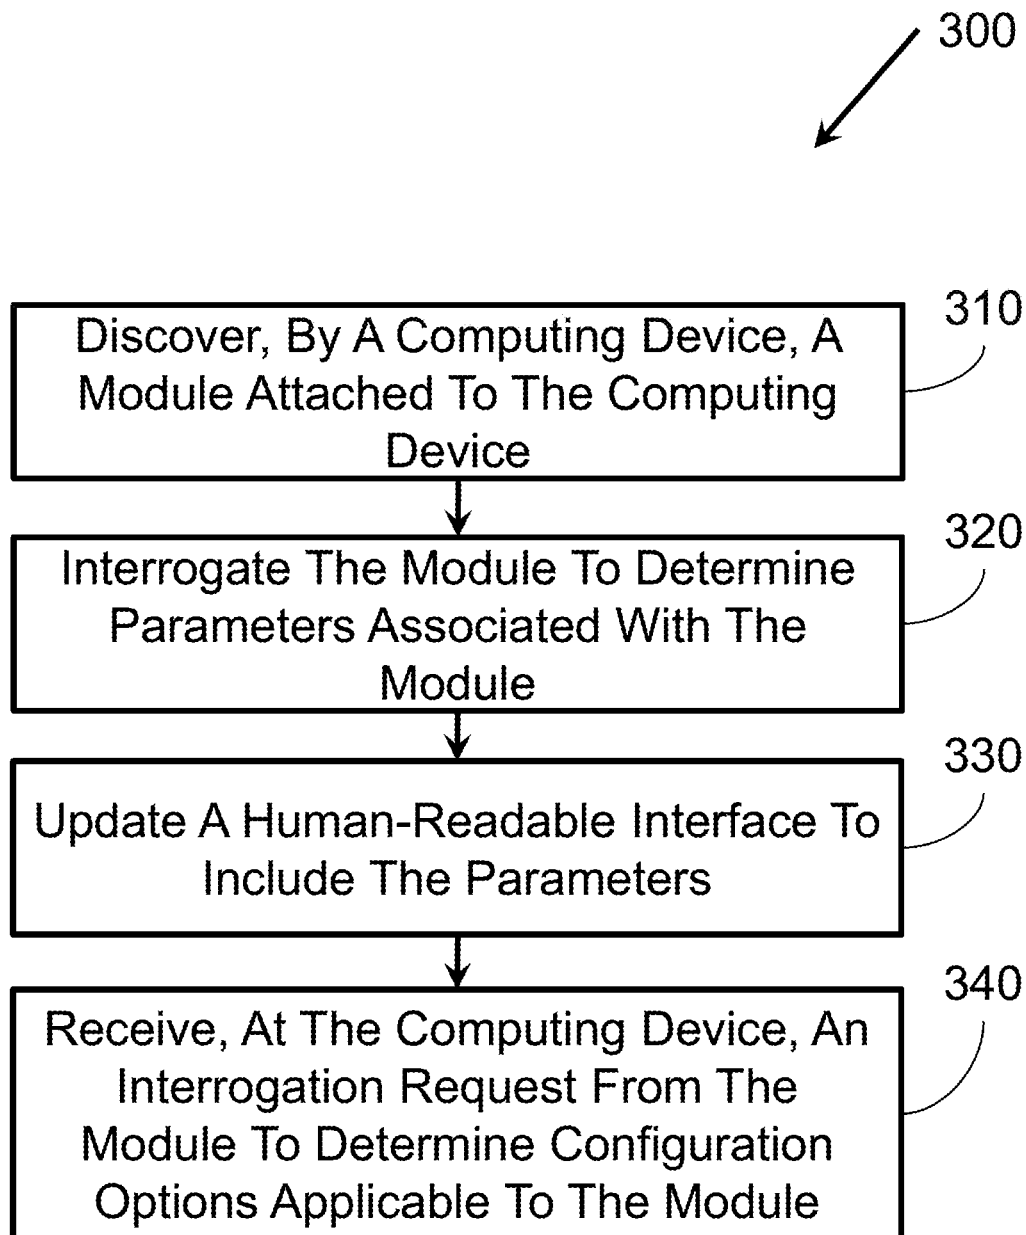 300
310
Discover, By A Computing Device, A
Module Attached To The Computing
Device
320
Interrogate The Module To Determine
Parameters Associated With The
Module
330
Update A Human-Readable Interface To
Include The Parameters
340
Receive, At The Computing Device, An
Interrogation Request From The
Module To Determine Configuration
Options Applicable To The Module